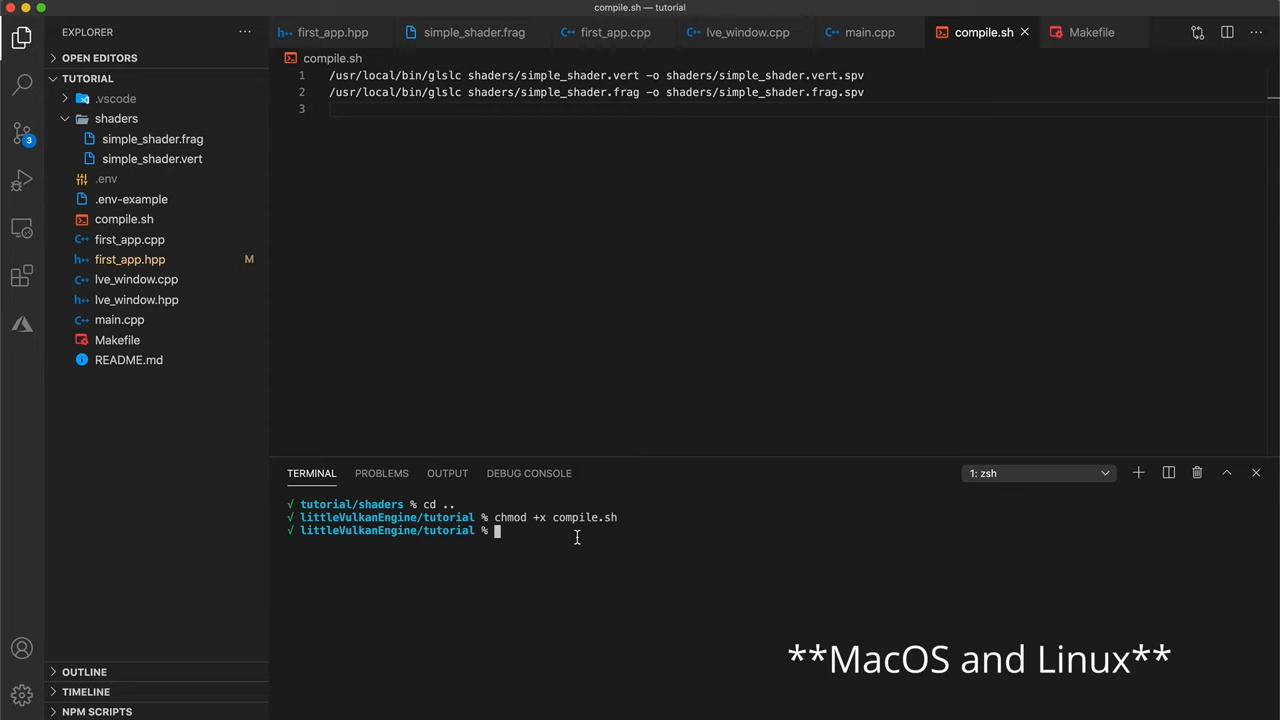 compile.sh — tutorial
EXPLORER
OPEN EDITORS
TUTORIAL
.vscode
shaders
simple_shader.frag
simple_shader.vert
.env
.env-example
compile.sh
first_app.cpp
first_app.hpp M
lve_window.cpp
lve_window.hpp
main.cpp
Makefile
README.md
OUTLINE
TIMELINE
NPM SCRIPTS
3
first_app.hpp simple_shader.frag first_app.cpp lve_window.cpp main.cpp compile.sh Makefile
compile.sh
1 /usr/local/bin/glslc shaders/simple_shader.vert -o shaders/simple_shader.vert.spv
2 /usr/local/bin/glslc shaders/simple_shader.frag -o shaders/simple_shader.frag.spv
3
TERMINAL PROBLEMS OUTPUT DEBUG CONSOLE 1: zsh
√ tutorial/shaders % cd ..
√ littleVulkanEngine/tutorial % chmod +x compile.sh
√ littleVulkanEngine/tutorial %
**MacOS and Linux**